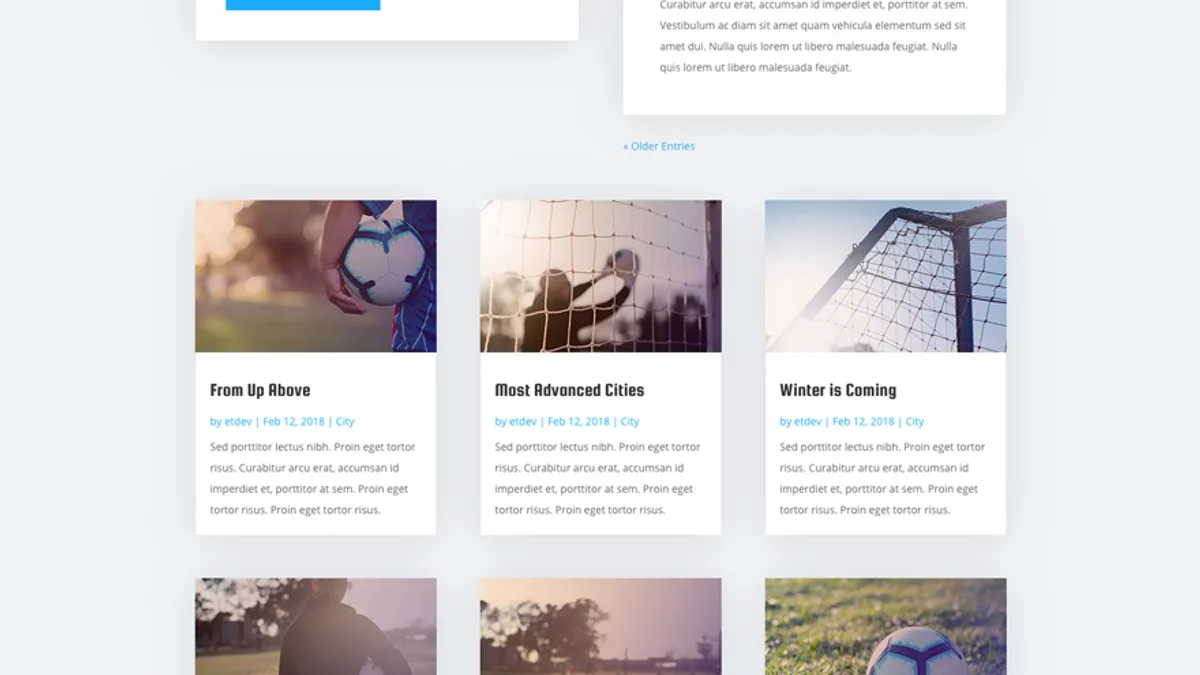 Curabitur arcu erat, accumsan id imperdiet et, porttitor at sem.
Vestibulum ac diam sit amet quam vehicula elementum sed sit
amet dui. Nulla quis lorem ut libero malesuada feugiat. Nulla
quis lorem ut libero malesuada feugiat.
« Older Entries
From Up Above
by etdev | Feb 12, 2018 | City
Sed porttitor lectus nibh. Proin eget tortor
risus. Curabitur arcu erat, accumsan id
imperdiet et, porttitor at sem. Proin eget
tortor risus. Proin eget tortor risus.
Most Advanced Cities
by etdev | Feb 12, 2018 | City
Sed porttitor lectus nibh. Proin eget tortor
risus. Curabitur arcu erat, accumsan id
imperdiet et, porttitor at sem. Proin eget
tortor risus. Proin eget tortor risus.
Winter is Coming
by etdev | Feb 12, 2018 | City
Sed porttitor lectus nibh. Proin eget tortor
risus. Curabitur arcu erat, accumsan id
imperdiet et, porttitor at sem. Proin eget
tortor risus. Proin eget tortor risus.